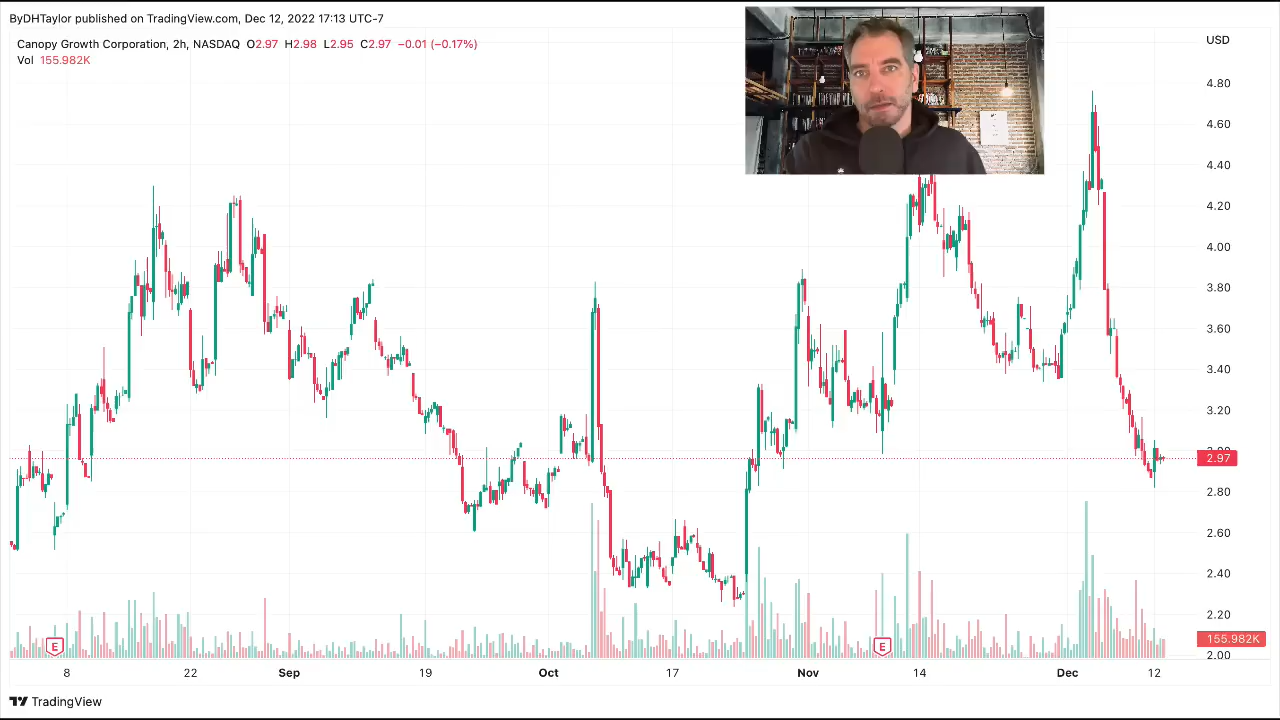 ByDHTaylor published on TradingView.com, Dec 12, 2022 17:13 UTC-7
Canopy Growth Corporation, 2h, NASDAQ O2.97 H2.98 L2.95 C2.97 −0.01 (−0.17%)
Vol 155.982K
USD
4.80
4.60
4.40
4.20
4.00
3.80
3.60
3.40
3.20
3.00
2.97
2.80
2.60
2.40
2.20
155.982K
2.00
E
E
8
22
Sep
19
Oct
17
Nov
14
Dec
12
TradingView